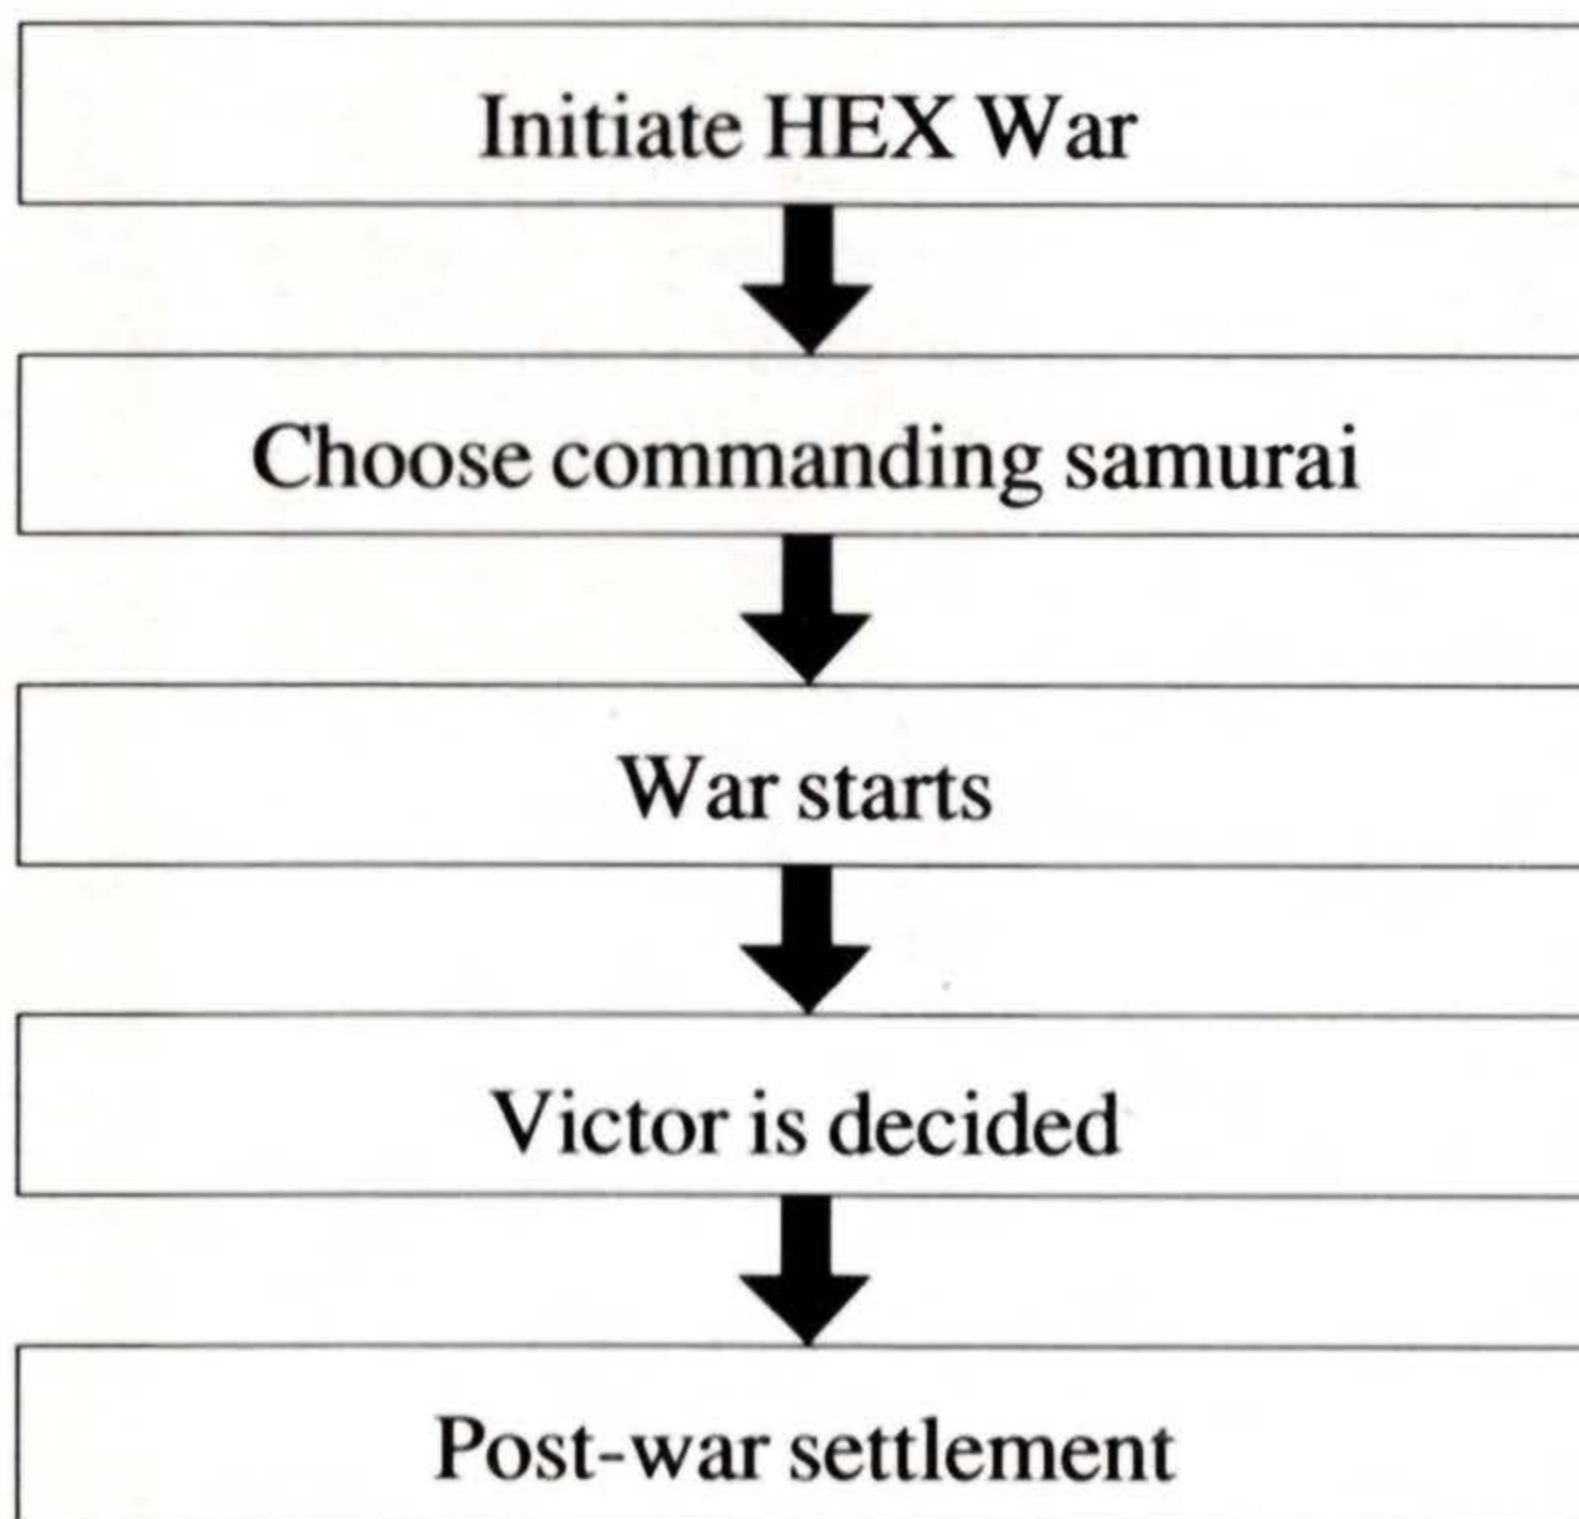 Initiate HEX War
Choose commanding samurai
War starts
Victor is decided
Post-war settlement